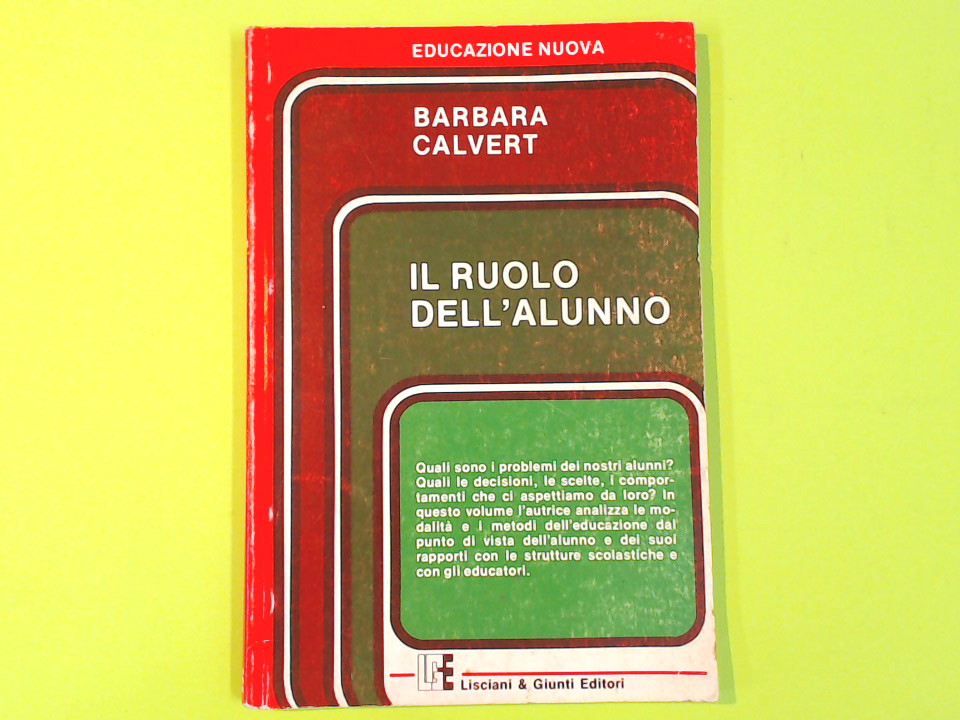 EDUCAZIONE NUOVA
BARBARA
CALVERT
IL RUOLO
DELL'ALUNNO
Quali sono i problemi dei nostri alunni?
Quali le decisioni, le scelte, i compor-
tamenti che ci aspettiamo da loro? In
questo volume l'autrice analizza le mo-
dalità e i metodi dell'educazione dal
punto di vista dell'alunno e dei suoi
rapporti con le strutture scolastiche e
con gli educatori.
Lisciani & Giunti Editori